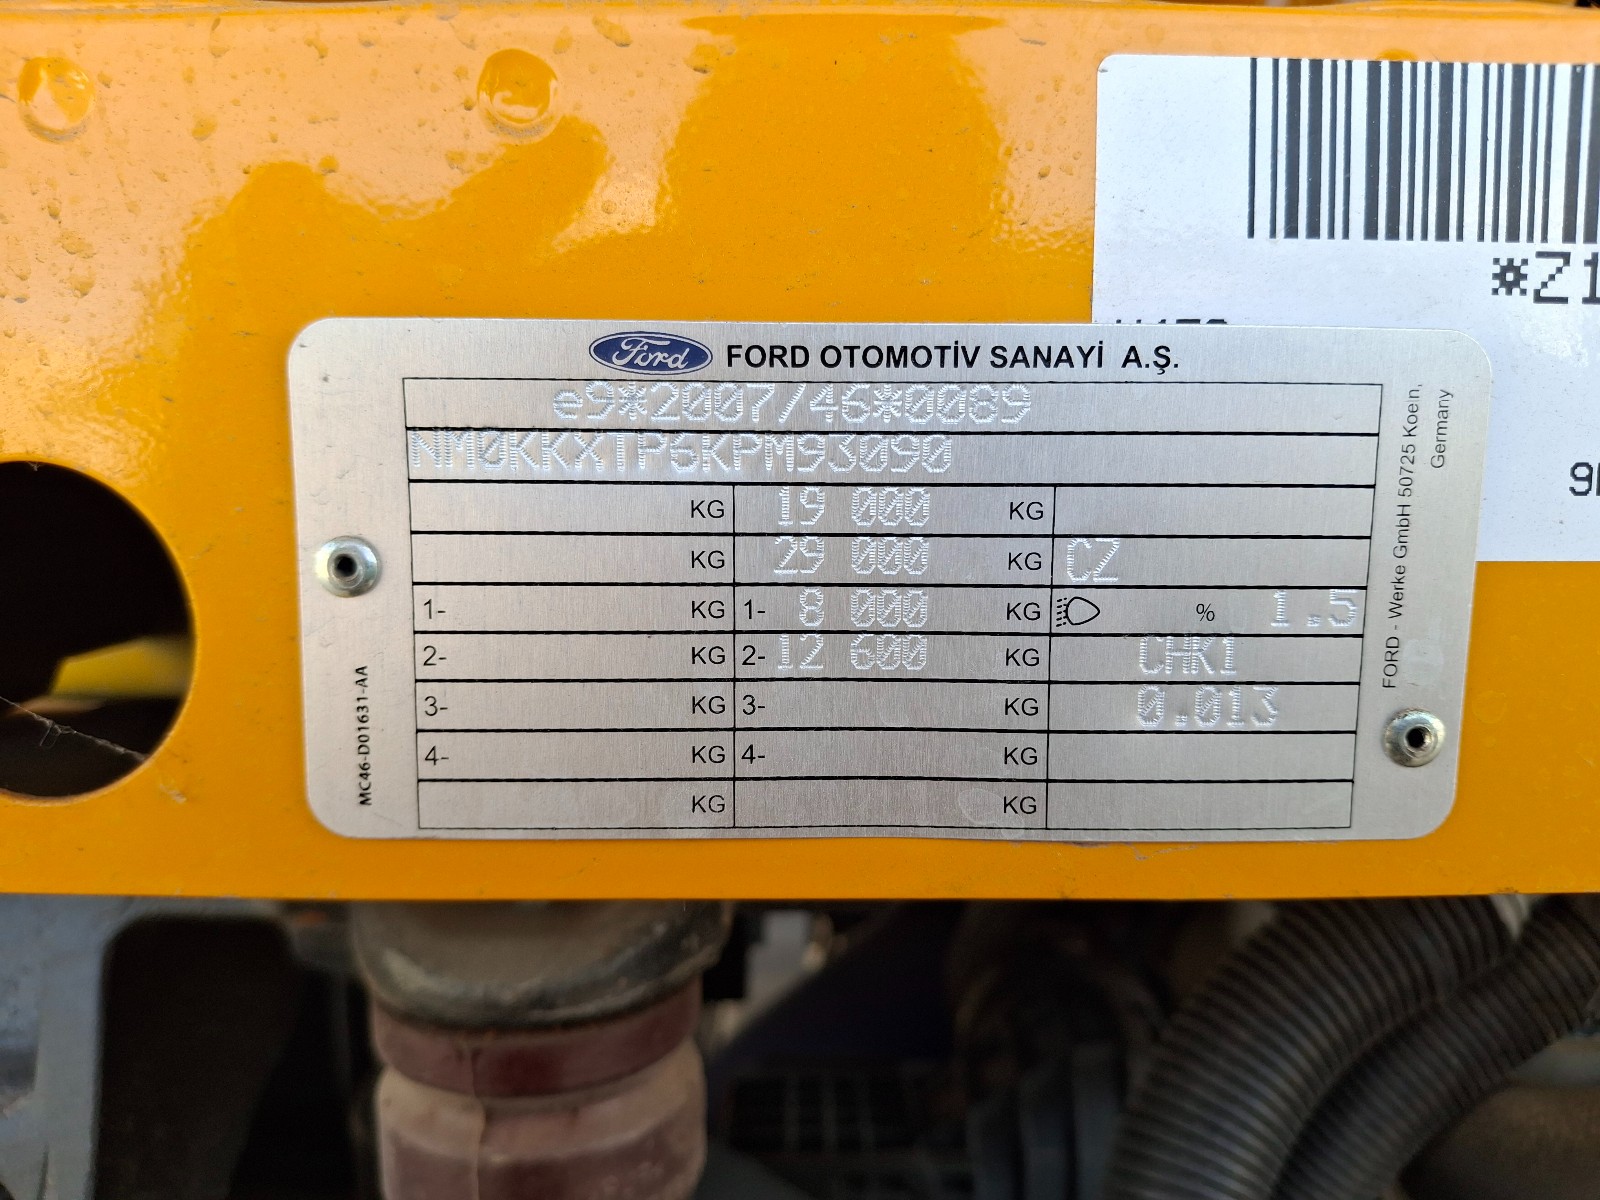 *Z1
Ford FORD OTOMOTİV SANAYİ A.Ş.
e9*2007/46*0089
NM0KKXTP6KPM93090
KG 19 000 KG
KG 29 000 KG CZ
1- KG 1- 8 000 KG % 1.5
2- KG 2- 12 600 KG CHK1
3- KG 3- KG 0.013
4- KG 4- KG
KG KG
MC46-D01631-AA
FORD - Werke GmbH 50725 Koein,
Germany